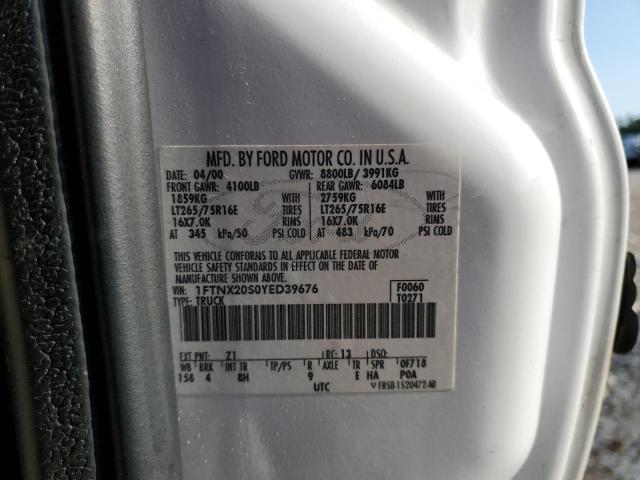 MFD. BY FORD MOTOR CO. IN U.S.A.
DATE: 04/00 GVWR: 8800LB/ 3991KG
FRONT GAWR: 4100LB REAR GAWR: 6084LB
1859KG WITH 2759KG WITH
LT265/75R16E TIRES LT265/75R16E TIRES
16X7.0K RIMS 16X7.0K RIMS
AT 345 kPa/50 PSI COLD AT 483 kPa/70 PSI COLD
THIS VEHICLE CONFORMS TO ALL APPLICABLE FEDERAL MOTOR
VEHICLE SAFETY STANDARDS IN EFFECT ON THE DATE OF MANUFACTURE
SHOWN ABOVE.
VIN: 1FTNX20S0YED39676 F0060
TYPE: TRUCK T0271
EXT PNT: Z1 RC: 13 DSO:
WB BRK INT TR TP/PS R AXLE TR SPR 0F718
158 4 8H 9 E HA P0A
UTC F85B-1520472-AB